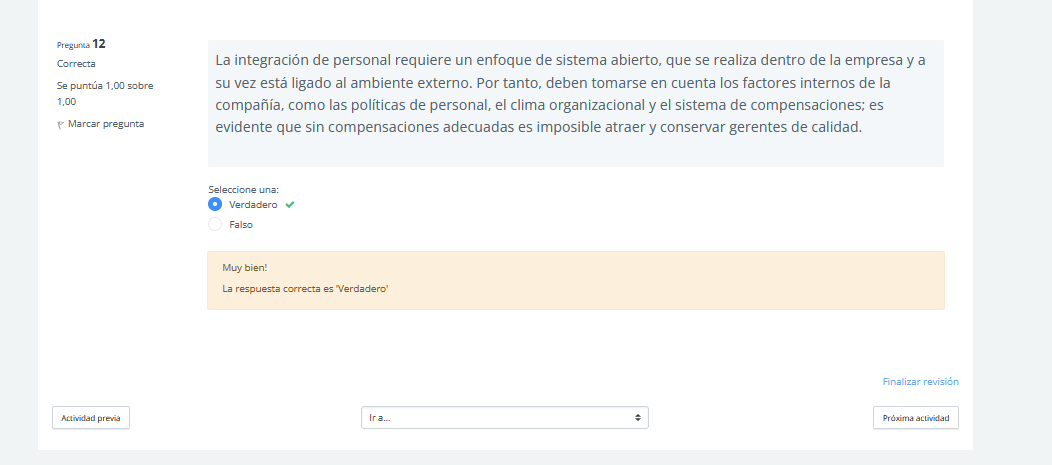 Pregunta 12
Correcta
Se puntúa 1,00 sobre
1,00
Marcar pregunta
La integración de personal requiere un enfoque de sistema abierto, que se realiza dentro de la empresa y a
su vez está ligado al ambiente externo. Por tanto, deben tomarse en cuenta los factores internos de la
compañía, como las políticas de personal, el clima organizacional y el sistema de compensaciones; es
evidente que sin compensaciones adecuadas es imposible atraer y conservar gerentes de calidad.
Seleccione una:
Verdadero
Falso
Muy bien!
La respuesta correcta es 'Verdadero'
Finalizar revisión
Actividad previa
Ir a...
Próxima actividad